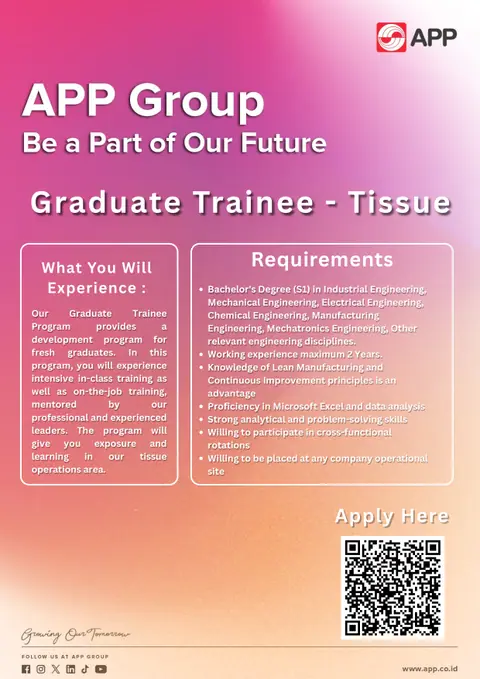 APP
APP Group
Be a Part of Our Future
Graduate Trainee - Tissue
What You Will
Experience :
Our Graduate Trainee
Program provides a
development program for
fresh graduates. In this
program, you will experience
intensive in-class training as
well as on-the-job training,
mentored by our
professional and experienced
leaders. The program will
give you exposure and
learning in our tissue
operations area.
Requirements
• Bachelor's Degree (S1) in Industrial Engineering,
Mechanical Engineering, Electrical Engineering,
Chemical Engineering, Manufacturing
Engineering, Mechatronics Engineering, Other
relevant engineering disciplines.
• Working experience maximum 2 Years.
• Knowledge of Lean Manufacturing and
Continuous Improvement principles is an
advantage
• Proficiency in Microsoft Excel and data analysis
• Strong analytical and problem-solving skills
• Willing to participate in cross-functional
rotations
• Willing to be placed at any company operational
site
Apply Here
Growing Our Tomorrow
FOLLOW US AT APP GROUP
www.app.co.id